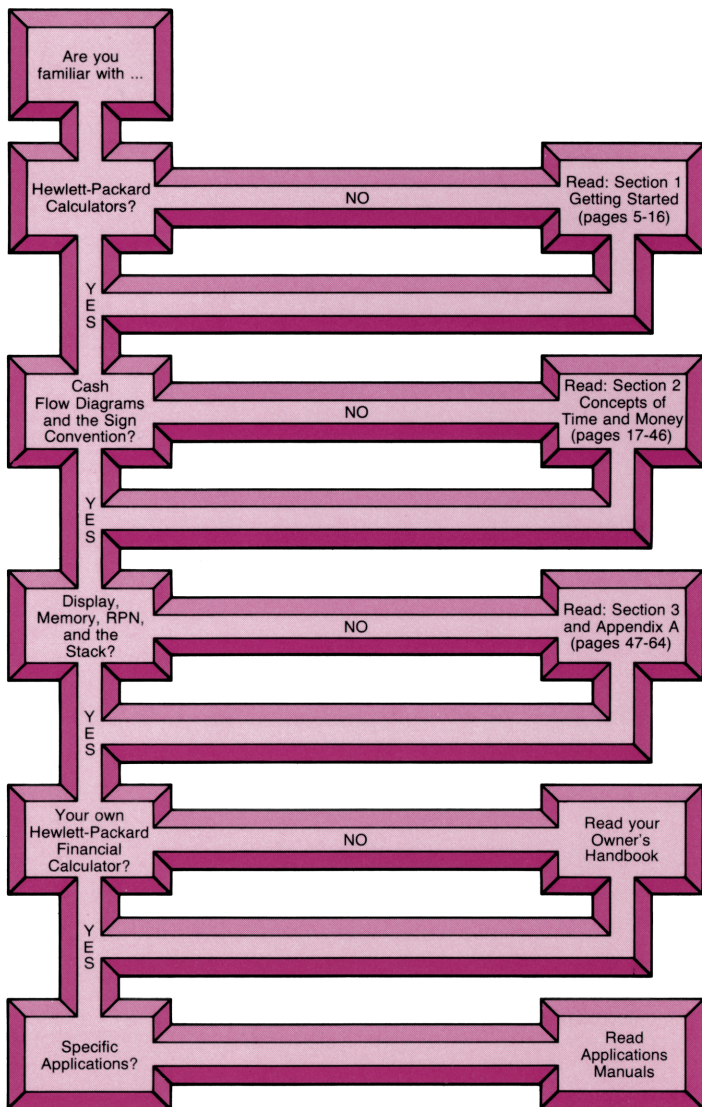 Are you
familiar with ...
Hewlett-Packard
Calculators?
NO
Read: Section 1
Getting Started
(pages 5-16)
Y
E
S
Cash
Flow Diagrams
and the Sign
Convention?
NO
Read: Section 2
Concepts of
Time and Money
(pages 17-46)
Y
E
S
Display,
Memory, RPN,
and the
Stack?
NO
Read: Section 3
and Appendix A
(pages 47-64)
Y
E
S
Your own
Hewlett-Packard
Financial
Calculator?
NO
Read your
Owner's
Handbook
Y
E
S
Specific
Applications?
Read
Applications
Manuals